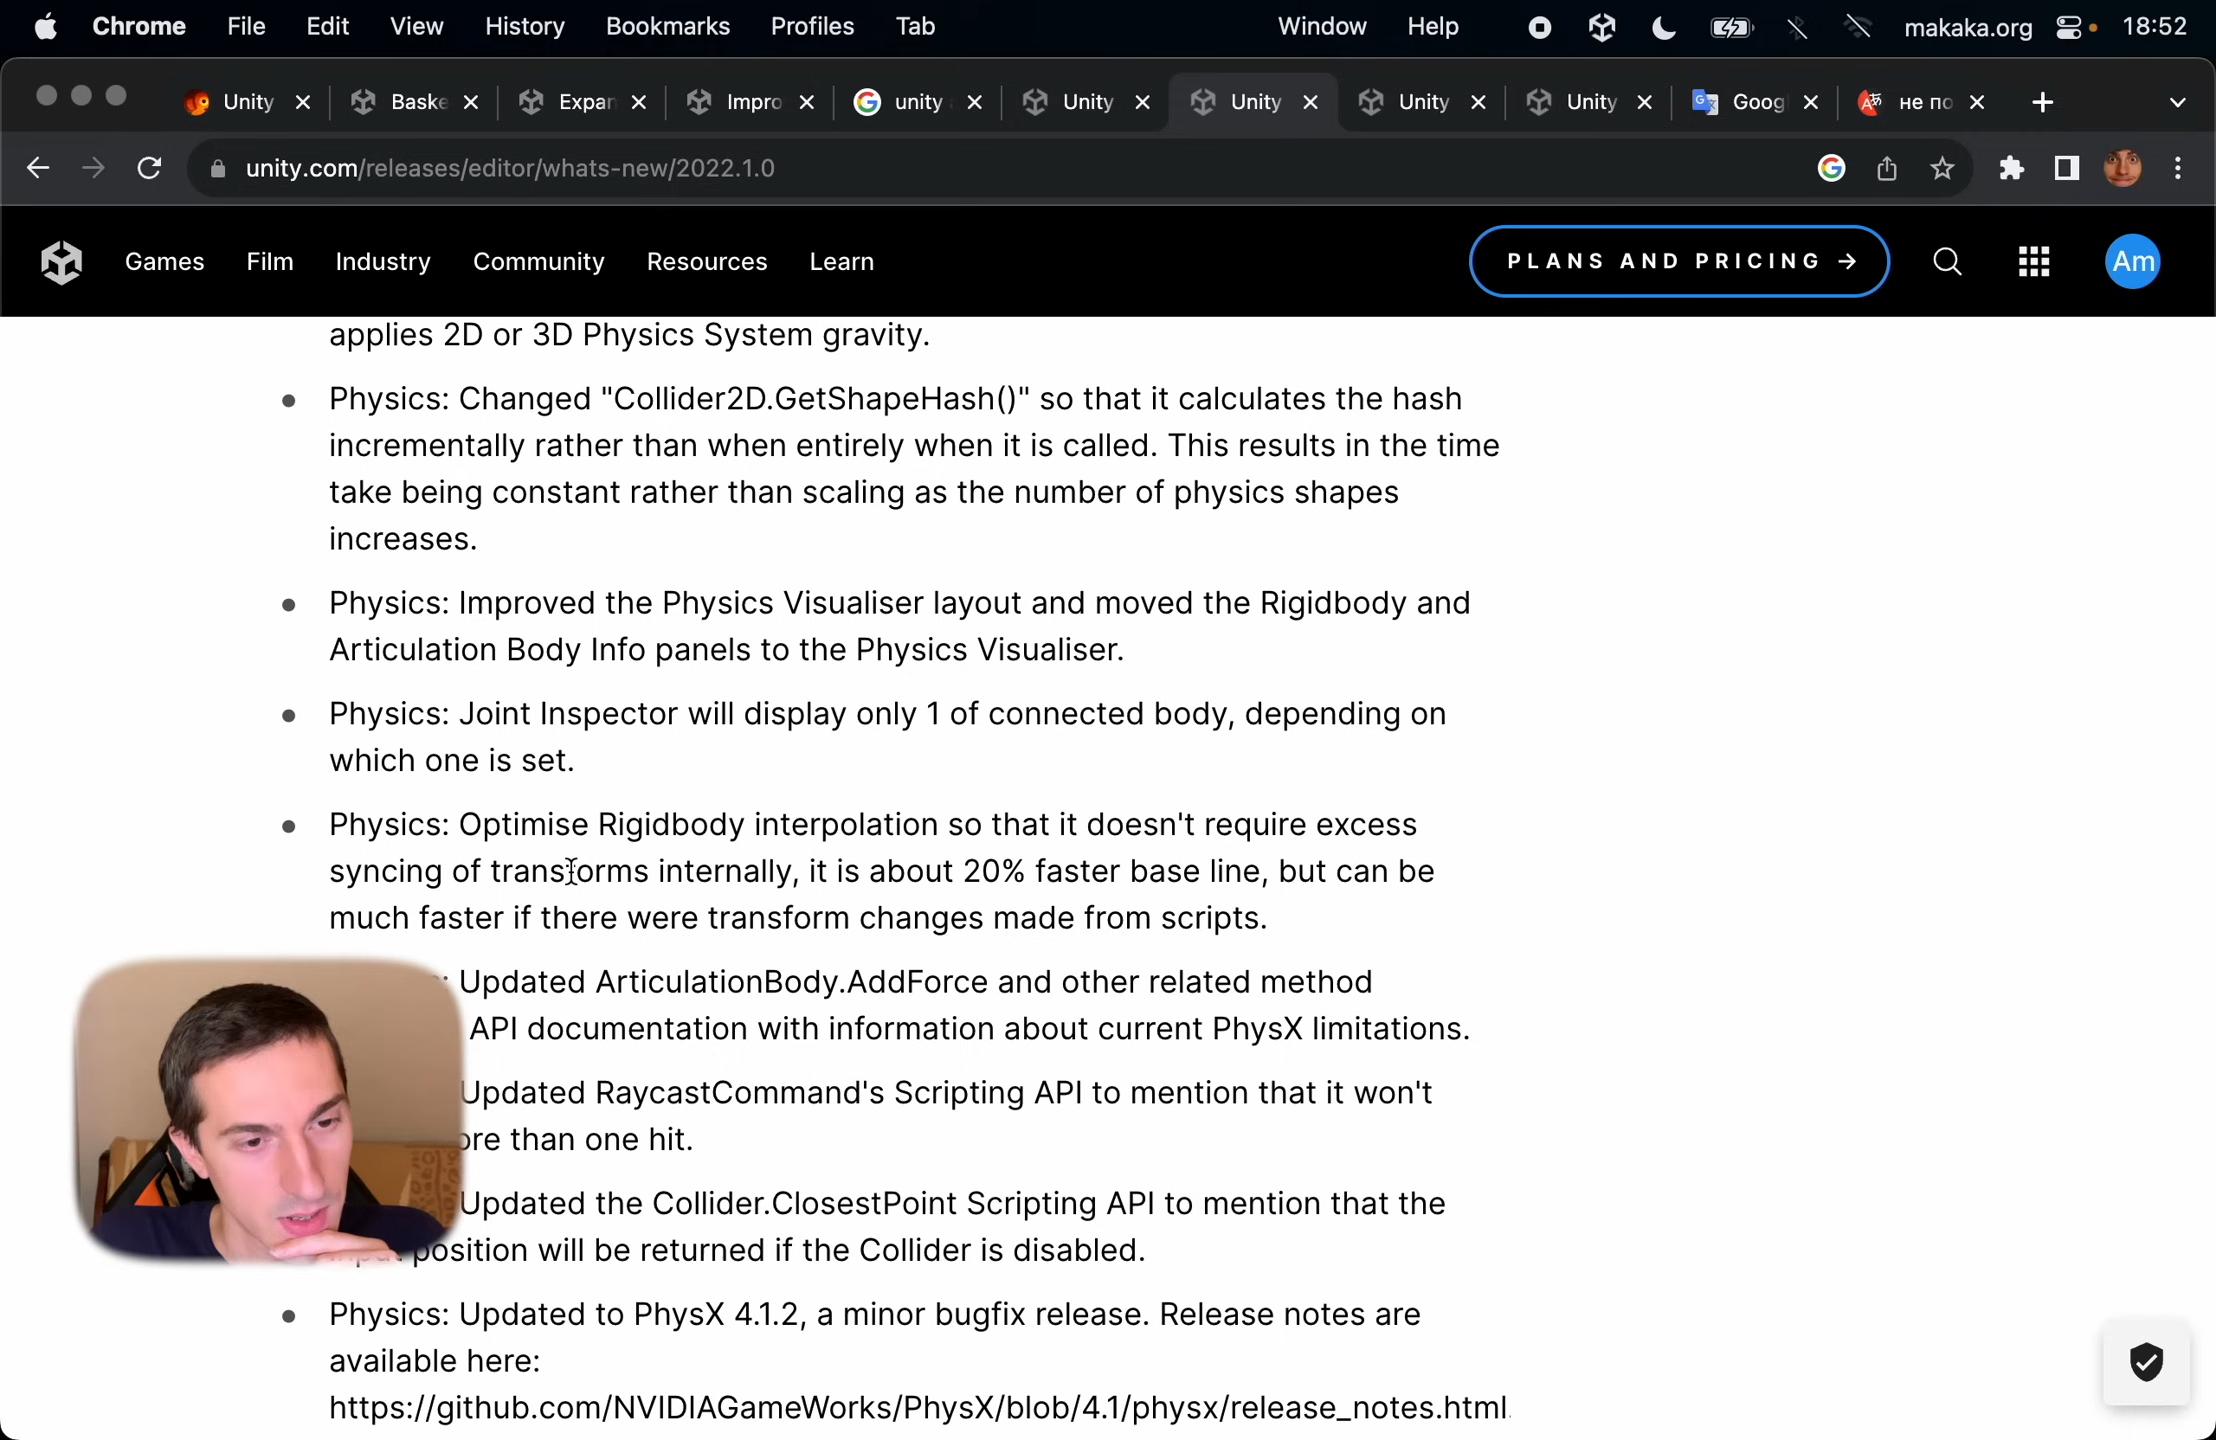 Chrome File Edit View History Bookmarks Profiles Tab Window Help makaka.org 18:52
Unity Baske Expan Impro unity Unity Unity Unity Unity Goog не по
unity.com/releases/editor/whats-new/2022.1.0
Games Film Industry Community Resources Learn PLANS AND PRICING → Am
applies 2D or 3D Physics System gravity.
Physics: Changed "Collider2D.GetShapeHash()" so that it calculates the hash
incrementally rather than when entirely when it is called. This results in the time
take being constant rather than scaling as the number of physics shapes
increases.
Physics: Improved the Physics Visualiser layout and moved the Rigidbody and
Articulation Body Info panels to the Physics Visualiser.
Physics: Joint Inspector will display only 1 of connected body, depending on
which one is set.
Physics: Optimise Rigidbody interpolation so that it doesn't require excess
syncing of transforms internally, it is about 20% faster base line, but can be
much faster if there were transform changes made from scripts.
: Updated ArticulationBody.AddForce and other related method
API documentation with information about current PhysX limitations.
Updated RaycastCommand's Scripting API to mention that it won't
ore than one hit.
Updated the Collider.ClosestPoint Scripting API to mention that the
position will be returned if the Collider is disabled.
Physics: Updated to PhysX 4.1.2, a minor bugfix release. Release notes are
available here:
https://github.com/NVIDIAGameWorks/PhysX/blob/4.1/physx/release_notes.html.